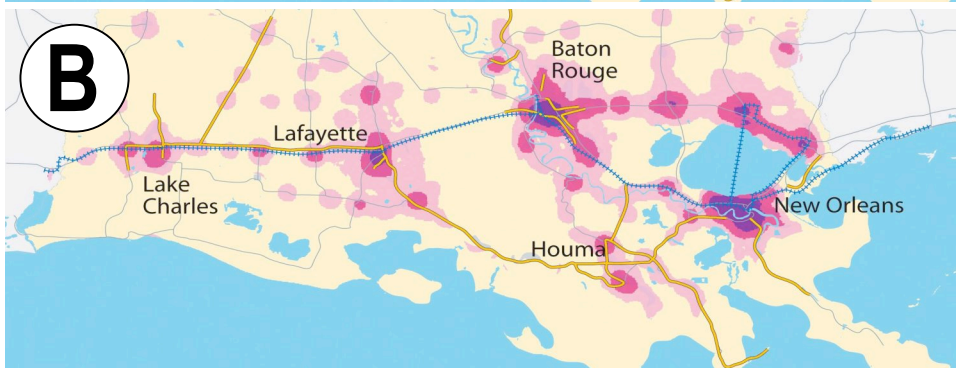 B
Baton
Rouge
Lafayette
Lake
Charles
New Orleans
Houma